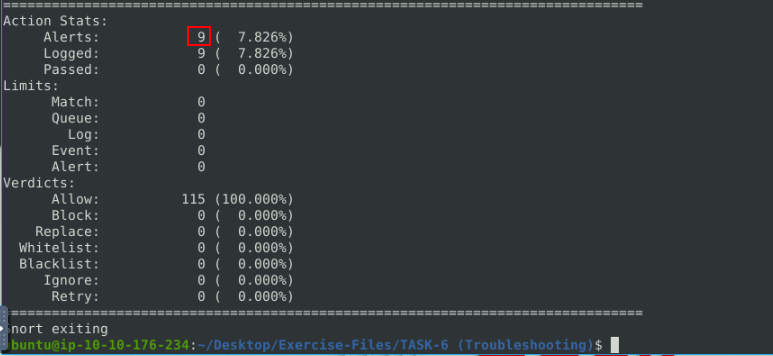 ===============================================================================
Action Stats:
     Alerts:            9 (  7.826%)
     Logged:            9 (  7.826%)
     Passed:            0 (  0.000%)
Limits:
      Match:            0
      Queue:            0
        Log:            0
      Event:            0
      Alert:            0
Verdicts:
      Allow:          115 (100.000%)
      Block:            0 (  0.000%)
    Replace:            0 (  0.000%)
  Whitelist:            0 (  0.000%)
  Blacklist:            0 (  0.000%)
     Ignore:            0 (  0.000%)
      Retry:            0 (  0.000%)
===============================================================================
nort exiting
buntu@ip-10-10-176-234:~/Desktop/Exercise-Files/TASK-6 (Troubleshooting)$